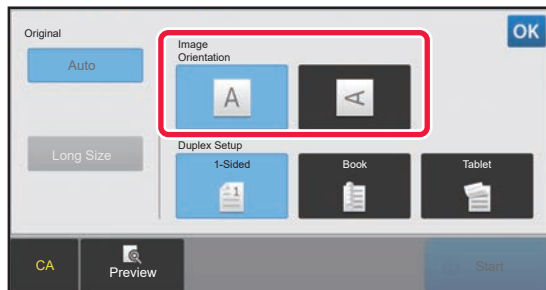 Original
OK
Image
Orientation
Auto
A
A
Long Size
Duplex Setup
1-Sided
Book
Tablet
1
CA
Preview
Start